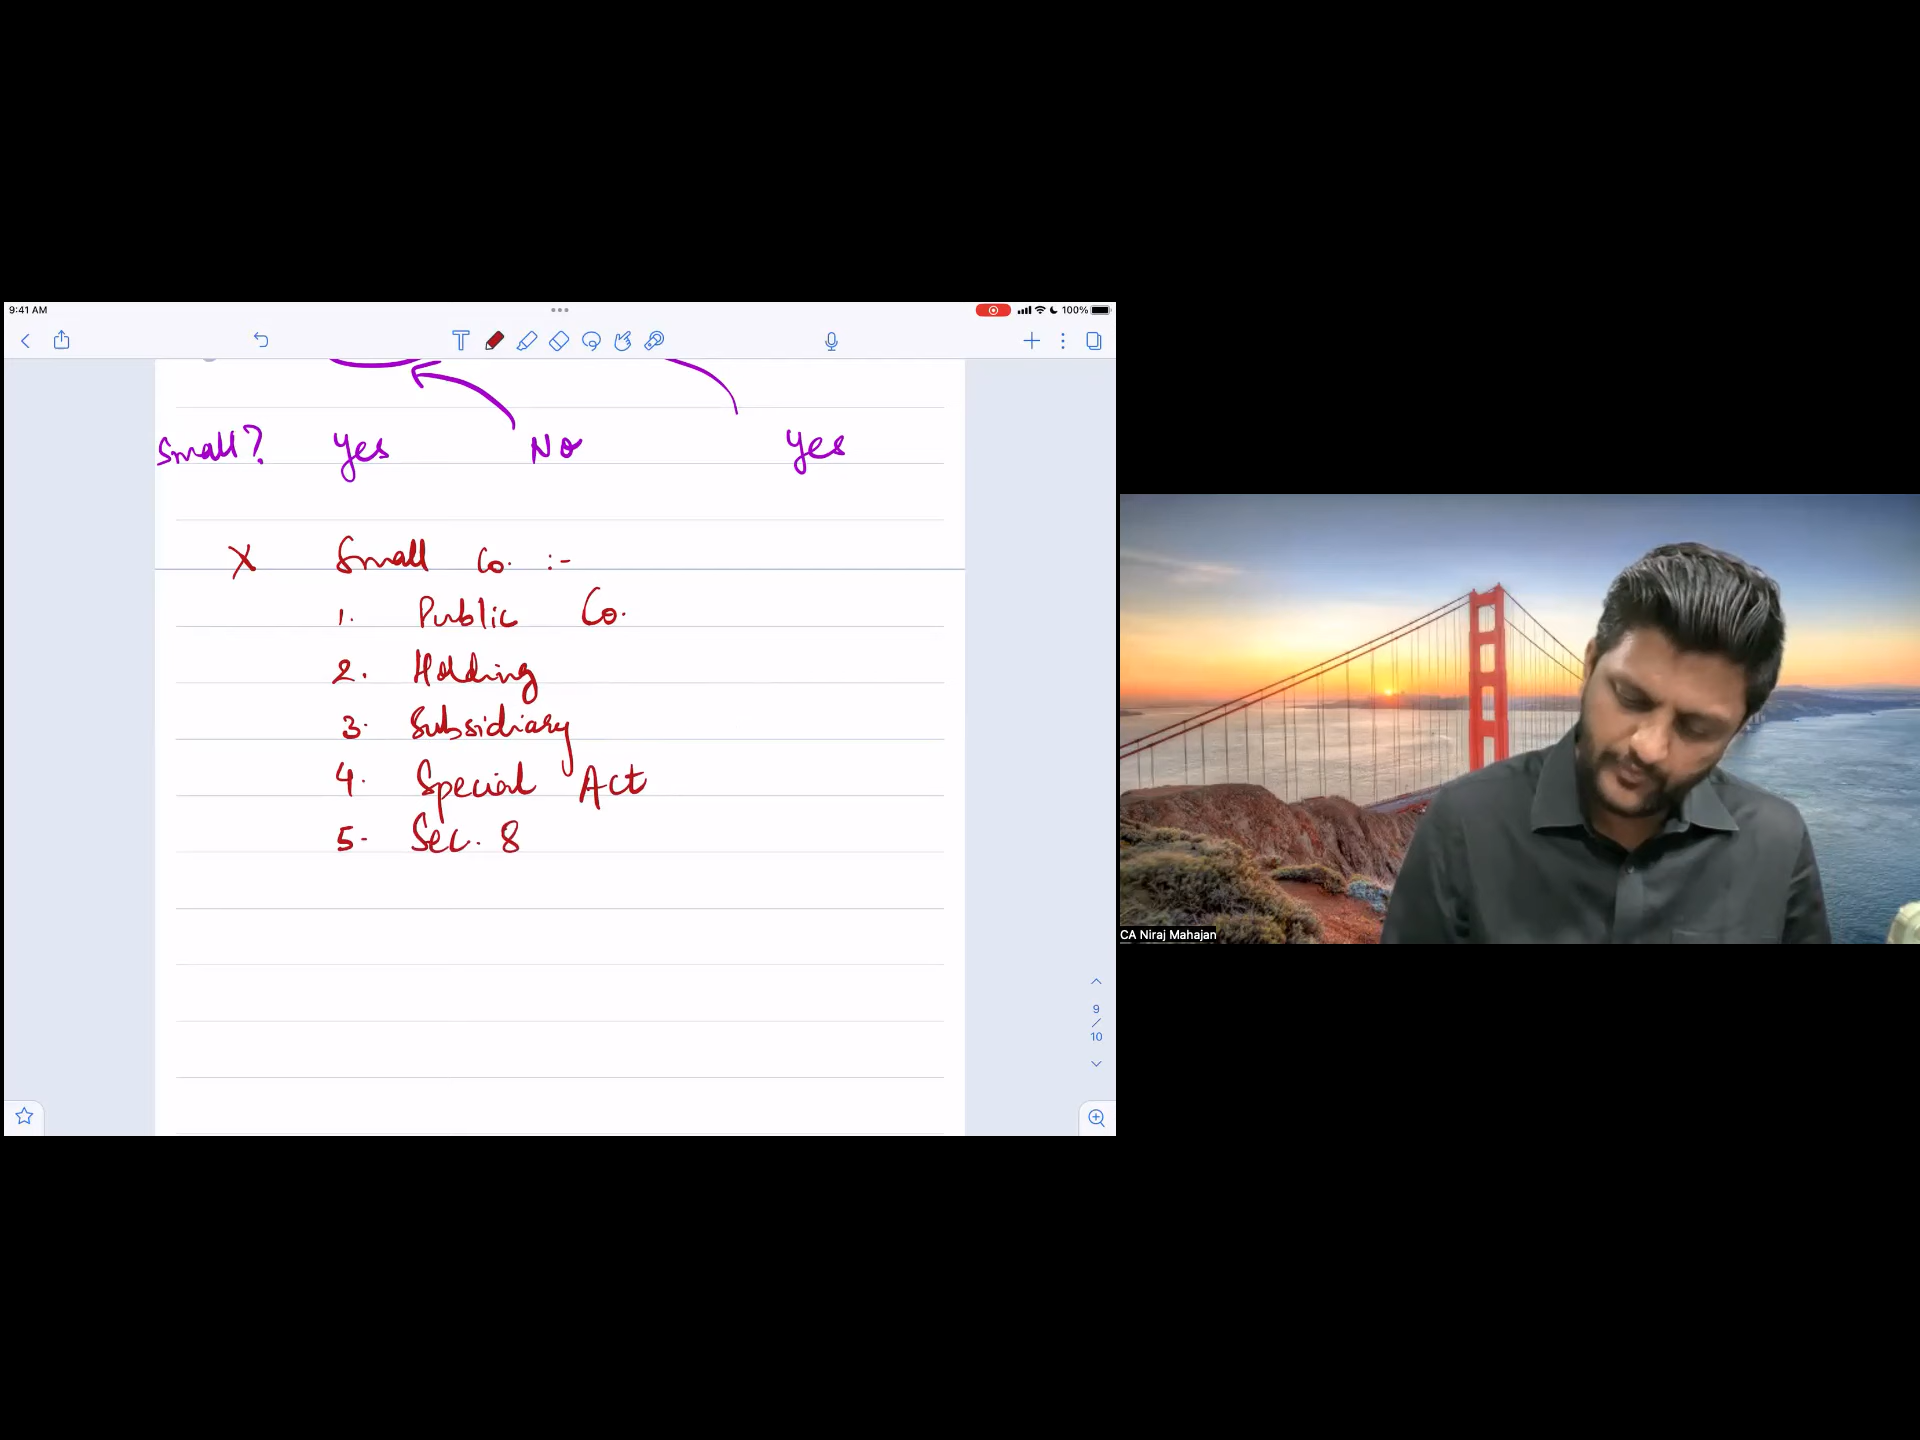 9:41 AM
100%
Small? Yes No Yes
X Small Co. :-
1. Public Co.
2. Holding
3. Subsidiary
4. Special Act
5. Sec. 8
9
/
10
CA Niraj Mahajan